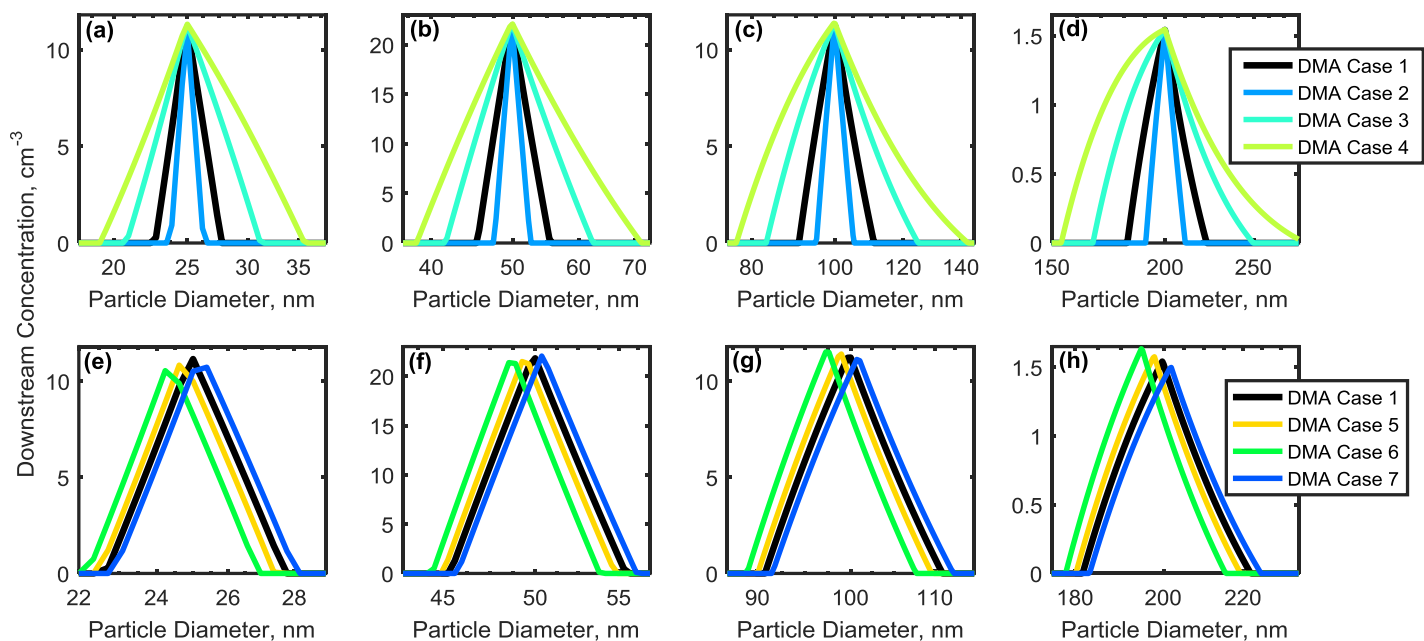 Downstream Concentration, cm-3
(a)
10
5
0
20 25 30 35
Particle Diameter, nm
(b)
20
15
10
5
0
40 50 60 70
Particle Diameter, nm
(c)
10
5
0
80 100 120 140
Particle Diameter, nm
(d)
1.5
1
0.5
0
150 200 250
Particle Diameter, nm
DMA Case 1
DMA Case 2
DMA Case 3
DMA Case 4
(e)
10
5
0
22 24 26 28
Particle Diameter, nm
(f)
20
15
10
5
0
45 50 55
Particle Diameter, nm
(g)
10
5
0
90 100 110
Particle Diameter, nm
(h)
1.5
1
0.5
0
180 200 220
Particle Diameter, nm
DMA Case 1
DMA Case 5
DMA Case 6
DMA Case 7